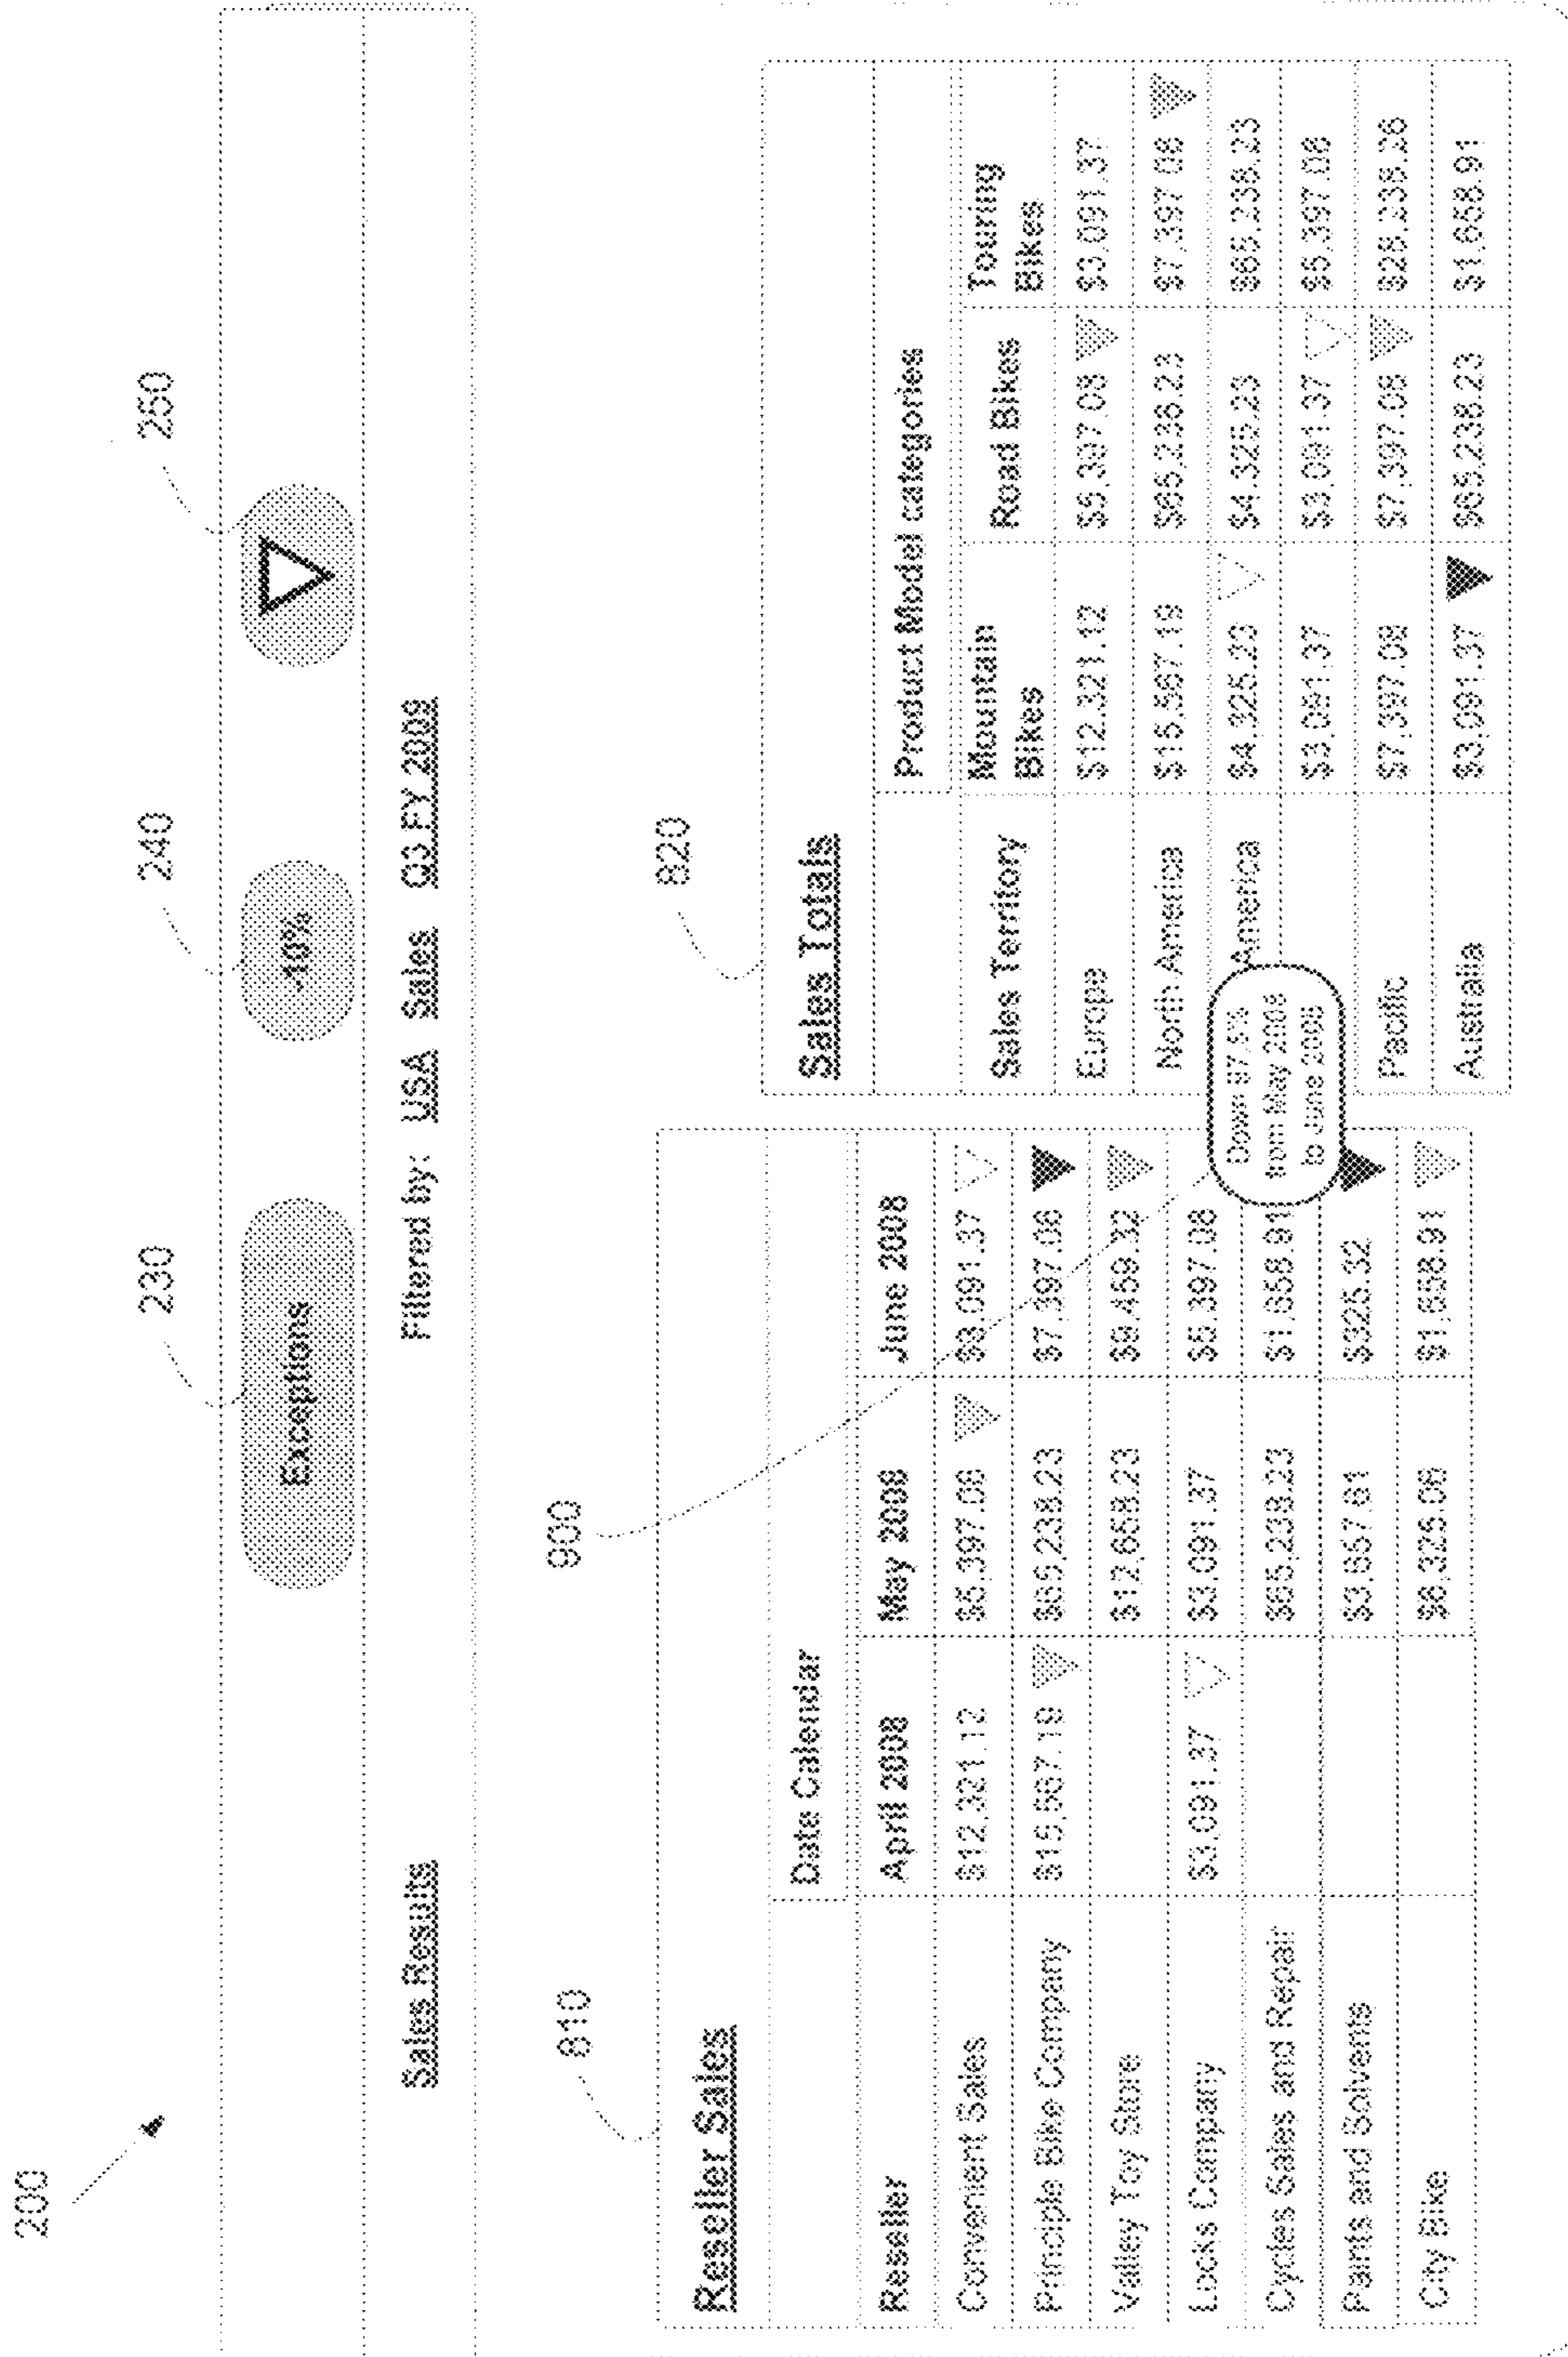 200
230
240
250
Exceptions
-10%
Sales Results
Filtered by: USA Sales Q3 FY 2009
810
900
820
Reseller Sales
Date Calendar
Reseller April 2008 May 2008 June 2008
Convenient Sales $12,321.12 $5,397.08 $3,091.37
Principle Bike Company $15,567.19 $65,238.23 $7,397.08
Valley Toy Store $12,658.23 $9,459.32
Locks Company $3,091.37 $3,091.37 $5,397.08
Cycles Sales and Repair $65,238.23 $1,658.91
Parts and Solvents $3,657.61 $325.32
City Bike $6,325.06 $1,658.91
Down from May 2008 to June 2008
Sales Totals
Product Model categories
Sales Territory Mountain Bikes Road Bikes Touring Bikes
Europe $12,321.12 $5,397.08 $3,091.37
North America $15,567.19 $65,238.23 $7,397.08
America $4,325.23 $4,325.23 $65,238.23
$3,091.37 $3,091.37 $5,397.08
Pacific $7,397.08 $7,397.08 $26,238.26
Australia $3,091.37 $65,238.23 $1,658.91